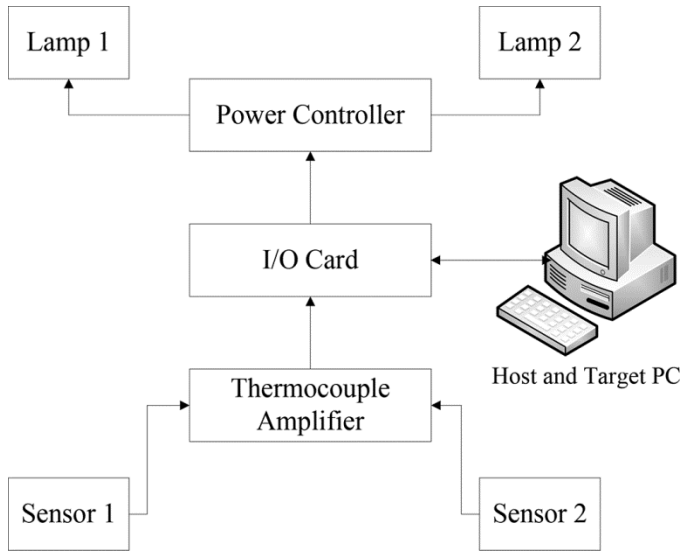 Lamp 1
Lamp 2
Power Controller
I/O Card
Host and Target PC
Thermocouple
Amplifier
Sensor 1
Sensor 2